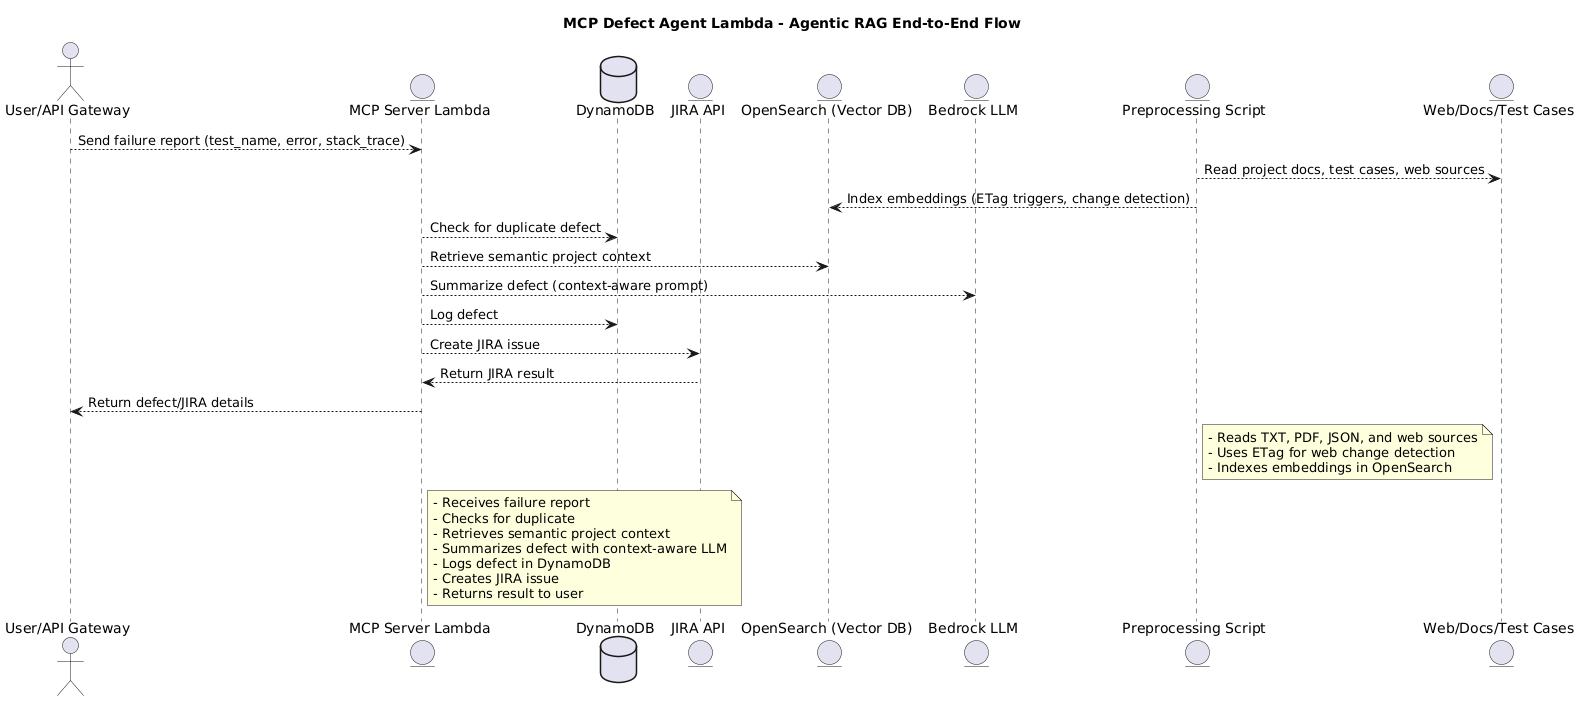 MCP Defect Agent Lambda - Agentic RAG End-to-End Flow
User/API Gateway
MCP Server Lambda
DynamoDB
JIRA API
OpenSearch (Vector DB)
Bedrock LLM
Preprocessing Script
Web/Docs/Test Cases
Send failure report (test_name, error, stack_trace)
Read project docs, test cases, web sources
Index embeddings (ETag triggers, change detection)
Check for duplicate defect
Retrieve semantic project context
Summarize defect (context-aware prompt)
Log defect
Create JIRA issue
Return JIRA result
Return defect/JIRA details
- Reads TXT, PDF, JSON, and web sources
- Uses ETag for web change detection
- Indexes embeddings in OpenSearch
- Receives failure report
- Checks for duplicate
- Retrieves semantic project context
- Summarizes defect with context-aware LLM
- Logs defect in DynamoDB
- Creates JIRA issue
- Returns result to user
User/API Gateway
MCP Server Lambda
DynamoDB
JIRA API
OpenSearch (Vector DB)
Bedrock LLM
Preprocessing Script
Web/Docs/Test Cases